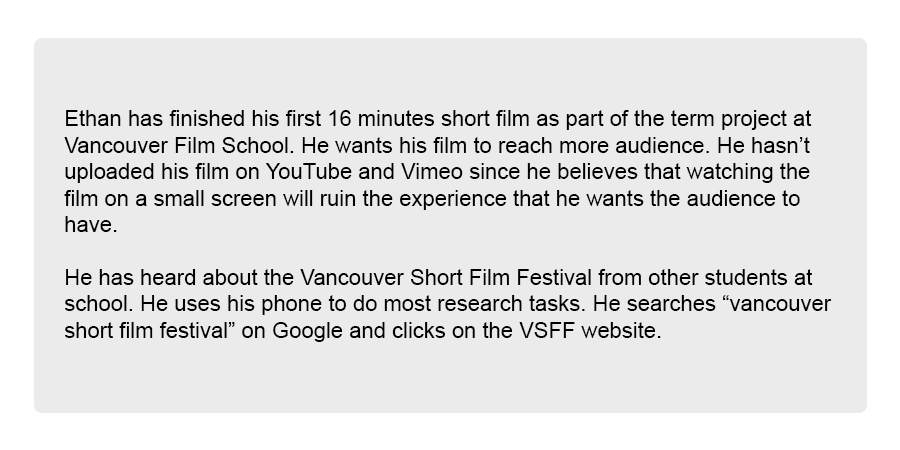 Ethan has finished his first 16 minutes short film as part of the term project at
Vancouver Film School. He wants his film to reach more audience. He hasn’t
uploaded his film on YouTube and Vimeo since he believes that watching the
film on a small screen will ruin the experience that he wants the audience to
have.
He has heard about the Vancouver Short Film Festival from other students at
school. He uses his phone to do most research tasks. He searches “vancouver
short film festival” on Google and clicks on the VSFF website.